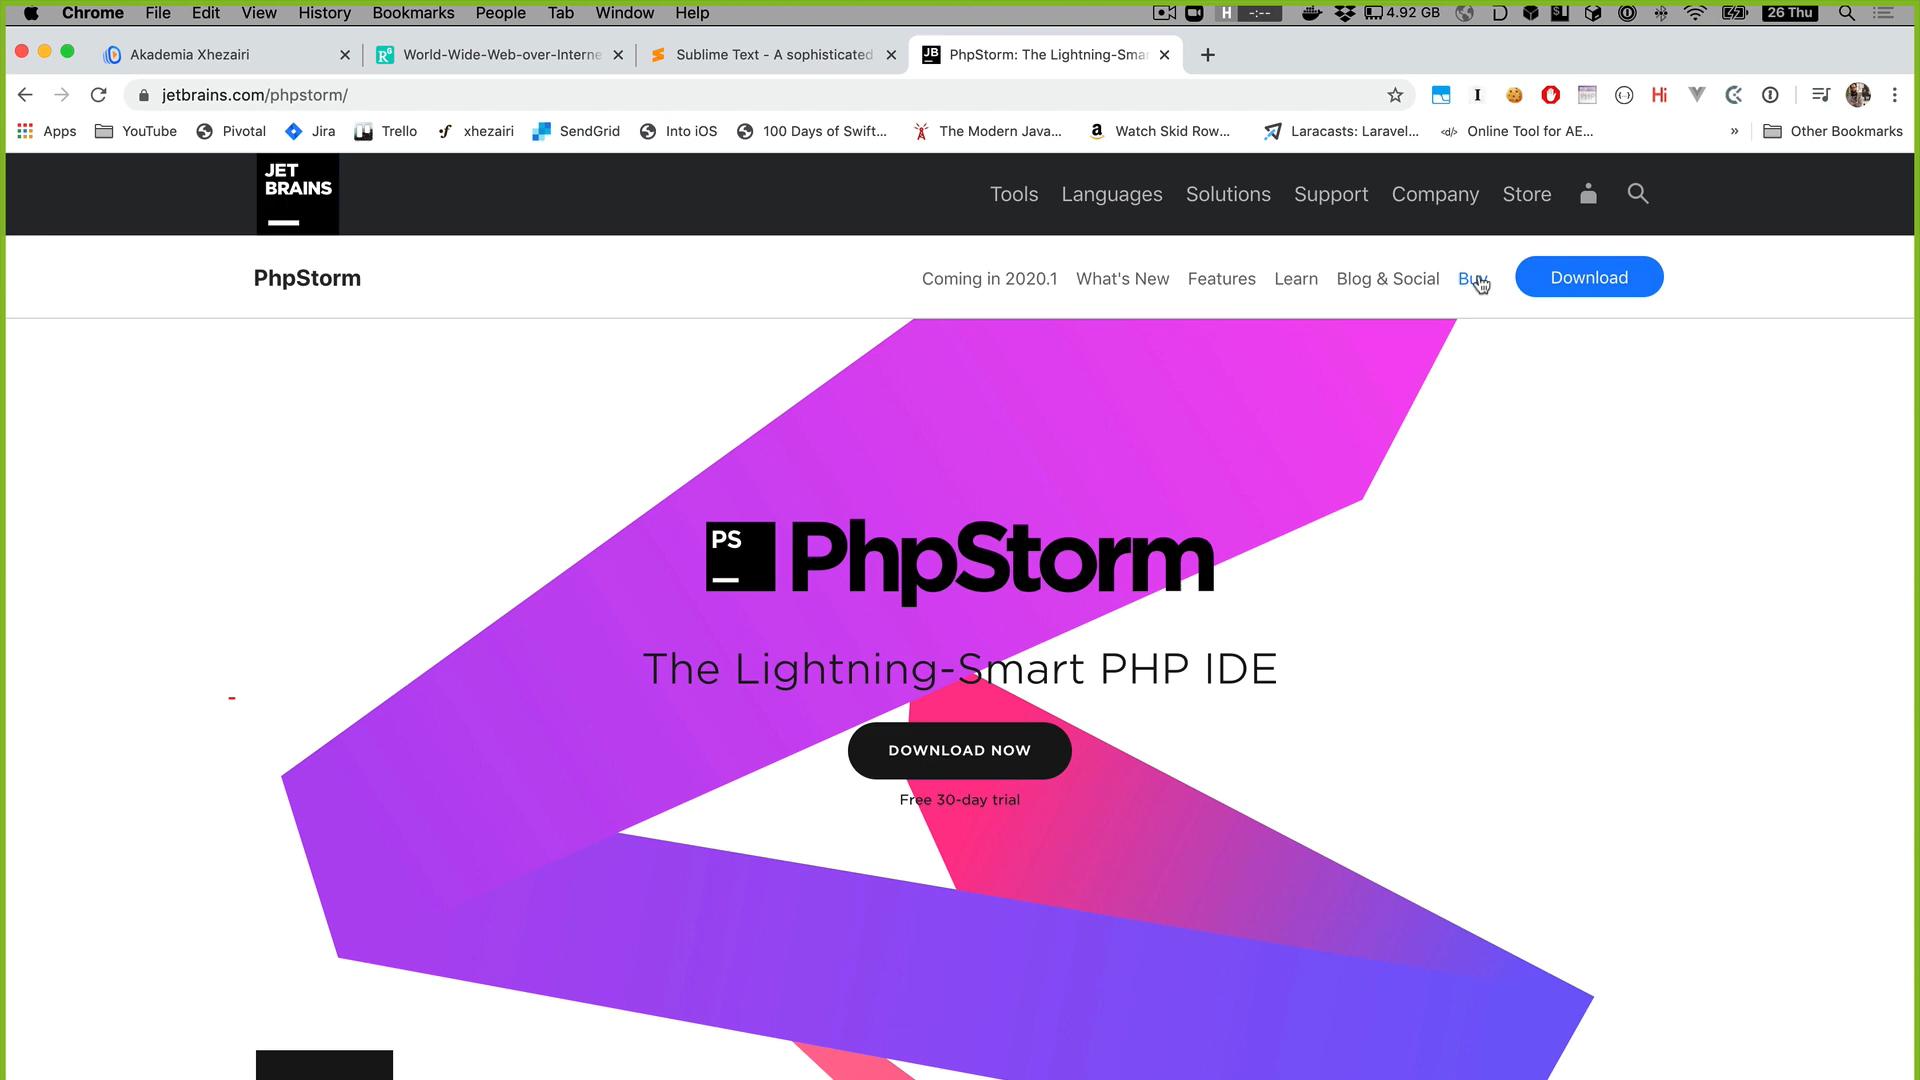 Chrome File Edit View History Bookmarks People Tab Window Help H -:-- 4.92 GB 26 Thu
Akademia Xhezairi World-Wide-Web-over-Interne Sublime Text - A sophisticated PhpStorm: The Lightning-Smar
jetbrains.com/phpstorm/
Apps YouTube Pivotal Jira Trello xhezairi SendGrid Into iOS 100 Days of Swift... The Modern Java... Watch Skid Row... Laracasts: Laravel... Online Tool for AE... » Other Bookmarks
JET
BRAINS
Tools Languages Solutions Support Company Store
PhpStorm Coming in 2020.1 What's New Features Learn Blog & Social Buy Download
PS PhpStorm
The Lightning-Smart PHP IDE
DOWNLOAD NOW
Free 30-day trial